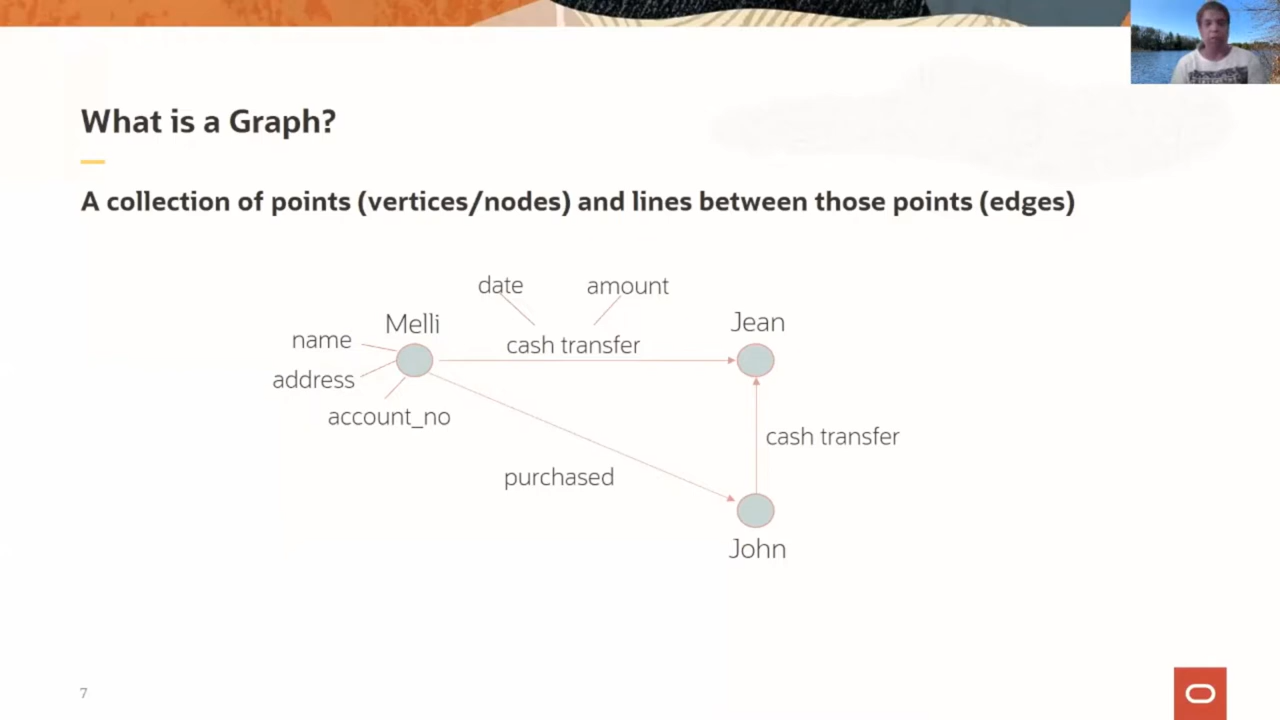 What is a Graph?
A collection of points (vertices/nodes) and lines between those points (edges)
date
amount
Melli
Jean
name
cash transfer
address
account_no
cash transfer
purchased
John
7